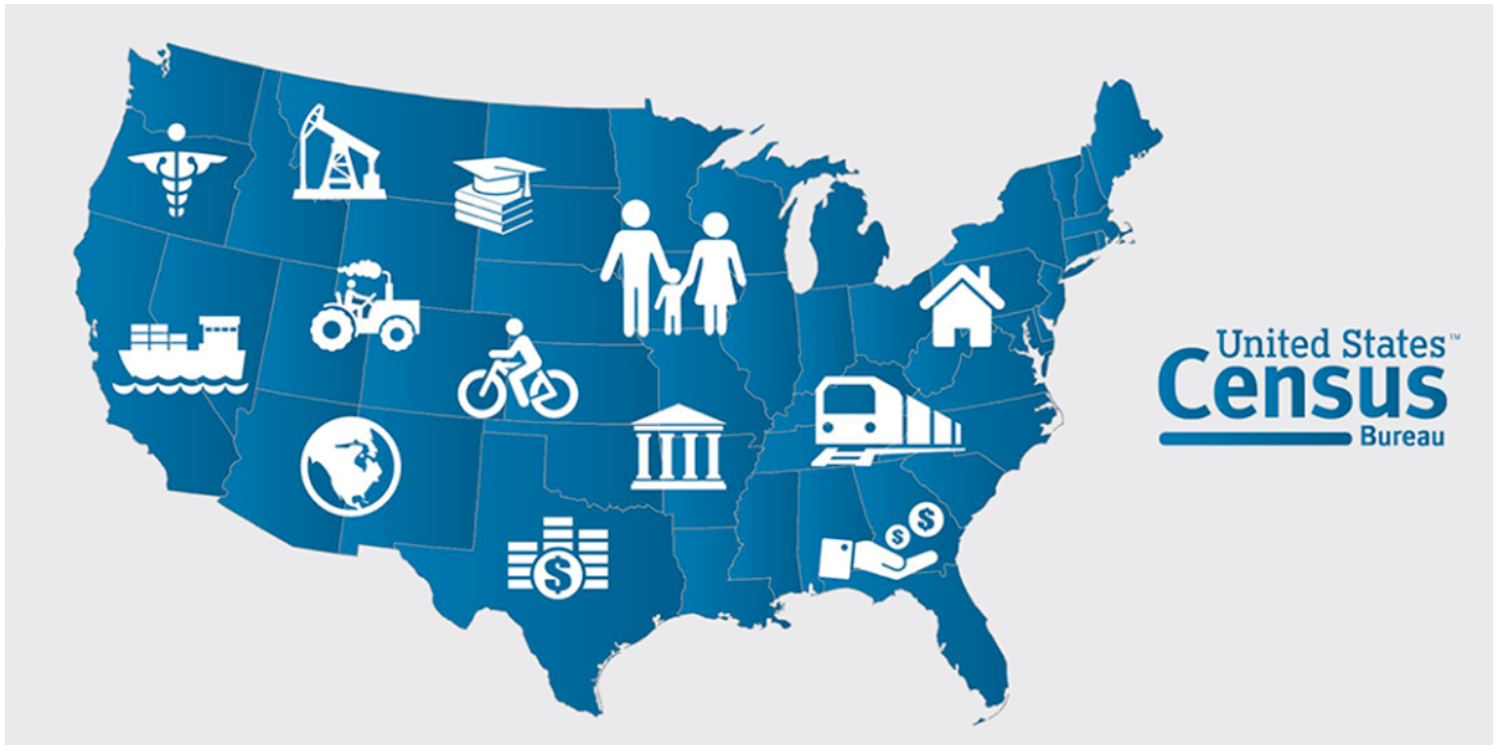 United States™
Census
Bureau
$
$
$